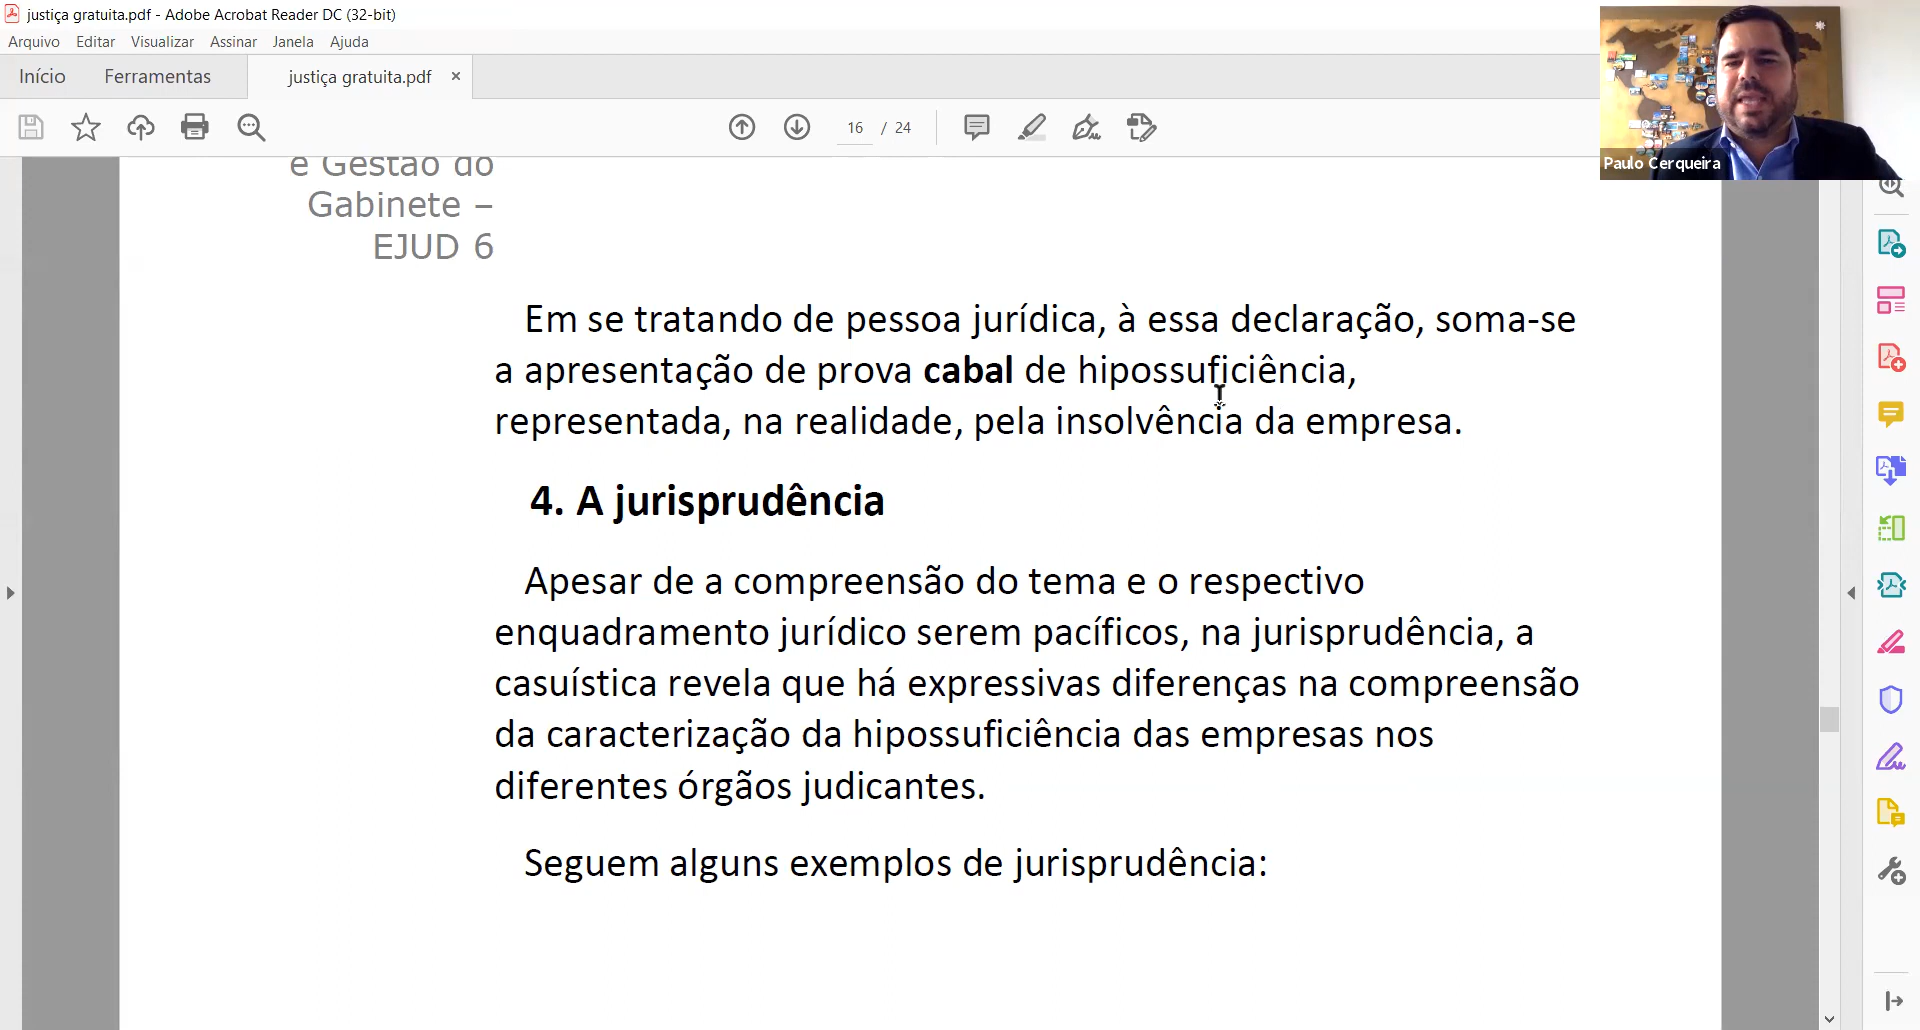 justiça gratuita.pdf - Adobe Acrobat Reader DC (32-bit)
Arquivo Editar Visualizar Assinar Janela Ajuda
Início Ferramentas justiça gratuita.pdf ×
16 / 24
Paulo Cerqueira
e Gestão do
Gabinete –
EJUD 6
Em se tratando de pessoa jurídica, à essa declaração, soma-se
a apresentação de prova cabal de hipossuficiência,
representada, na realidade, pela insolvência da empresa.
4. A jurisprudência
Apesar de a compreensão do tema e o respectivo
enquadramento jurídico serem pacíficos, na jurisprudência, a
casuística revela que há expressivas diferenças na compreensão
da caracterização da hipossuficiência das empresas nos
diferentes órgãos judicantes.
Seguem alguns exemplos de jurisprudência: